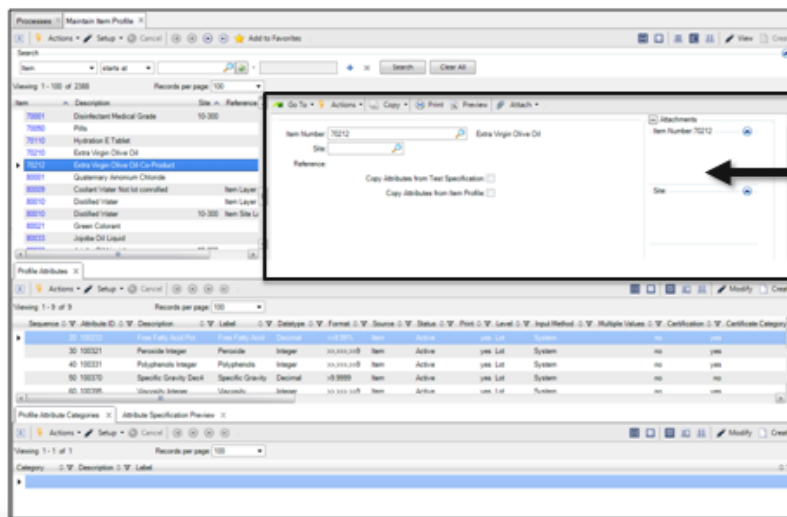 Processes Maintain Item Profile
Actions Setup Cancel Add to Favorites View Crea
Search
Item starts at - Search Clear All
Viewing 1 - 100 of 2388 Records per page: 100
Item Description Site Reference
70001 Disinfectant Medical Grade 10-300
70090 Pills
70110 Hydration E Tablet
70210 Extra Virgin Olive Oil
70212 Extra Virgin Olive Oil Co-Product
80001 Quaternary Amonium Chloride
80009 Coolant Water Not lot controlled Item Layer
80010 Distilled Water Item Layer
80010 Distilled Water 10-300 Item Site L
80021 Green Colorant
80033 Jojoba Oil Liquid
Go To Actions Copy Print Preview Attach
Item Number: 70212 Extra Virgin Olive Oil
Site:
Reference:
Copy Attributes from Test Specification:
Copy Attributes from Item Profile:
Attachments
Item Number:70212
Site:
Profile Attributes
Actions Setup Cancel Modify Creat
Viewing 1 - 9 of 9 Records per page: 100
Sequence Attribute ID Description Label Datatype Format Source Status Print Level Input Method Multiple Values Certification Certificate Category
20 100233 Free Fatty Acid Pct Free Fatty Acid Decimal Item Active yes Lot System no yes
30 100321 Peroxide Integer Peroxide Integer >>,>>>,>>9 Item Active yes Lot System no yes
40 100331 Polyphenols Integer Polyphenols Integer >>,>>>,>>9 Item Active yes Lot System no yes
50 100370 Specific Gravity Dec4 Specific Gravity Decimal >9.9999 Item Active yes Lot System no no
60 100395 Viscosity Integer Viscosity Integer >>,>>>,>>9 Item Active yes Lot System no yes
Profile Attribute Categories Attribute Specification Preview
Actions Setup Cancel Modify Creat
Viewing 1 - 1 of 1 Records per page: 100
Category Description Label